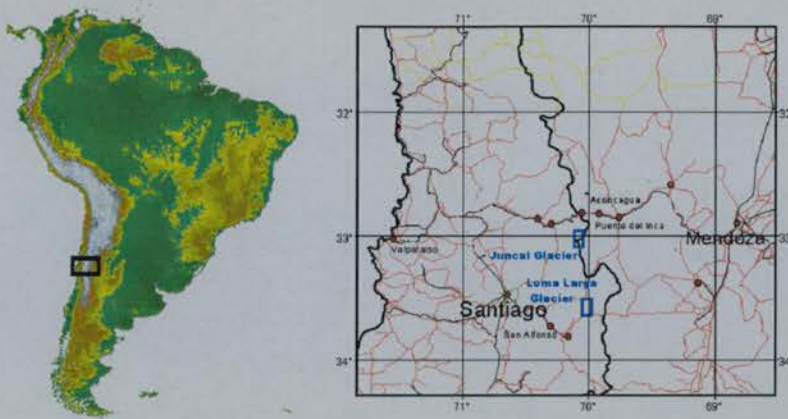 71° 70° 69°
32° 32°
Aconcagua
Puente del Inca
33° Valparaiso Mendoza 33°
Juncal Glacier
Loma Larga
Glacier
Santiago
San Alfonso
34° 34°
71° 70° 69°